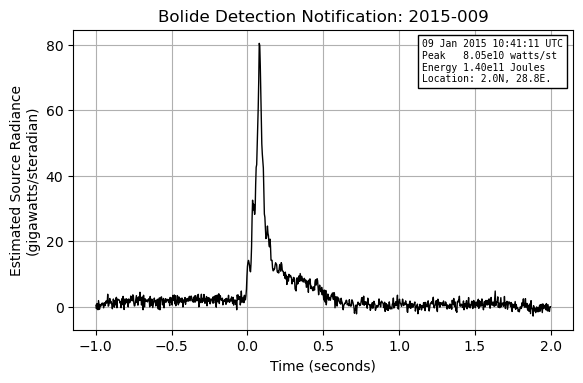 Bolide Detection Notification: 2015-009
09 Jan 2015 10:41:11 UTC
Peak   8.05e10 watts/st
Energy 1.40e11 Joules
Location: 2.0N, 28.8E.
Estimated Source Radiance
(gigawatts/steradian)
80
60
40
20
0
−1.0 −0.5 0.0 0.5 1.0 1.5 2.0
Time (seconds)